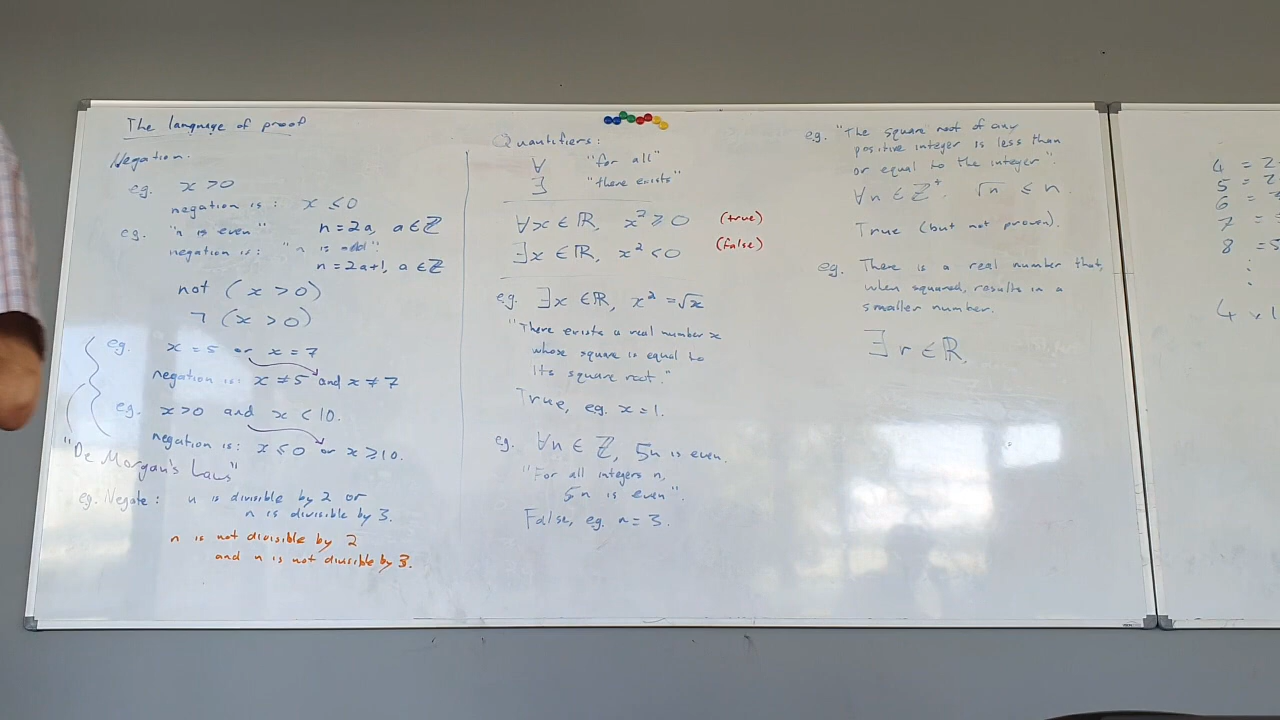 The language of proof
Negation.
eg. x > 0
negation is: x ≤ 0
eg. "n is even" n = 2a, a ∈ ℤ
negation is: "n is odd".
n = 2a+1, a ∈ ℤ
not (x > 0)
¬ (x > 0)
eg. x = 5 or x = 7
negation is: x ≠ 5 and x ≠ 7
eg. x > 0 and x < 10.
negation is: x ≤ 0 or x ≥ 10.
"De Morgan's Laws"
eg. Negate: n is divisible by 2 or
n is divisible by 3.
n is not divisible by 2
and n is not divisible by 3.
Quantifiers:
∀ "for all"
∃ "there exists"
∀x ∈ ℝ, x² ≥ 0 (true)
∃x ∈ ℝ, x² < 0 (false)
eg. ∃x ∈ ℝ, x² = √x
"There exists a real number x
whose square is equal to
its square root."
True, eg. x = 1.
eg. ∀n ∈ ℤ, 5n is even.
"For all integers n,
5n is even".
False, eg. n = 3.
eg. "The square root of any
positive integer is less than
or equal to the integer".
∀n ∈ ℤ⁺. √n ≤ n.
True (but not proven).
eg. There is a real number that,
when squared, results in a
smaller number.
∃ r ∈ ℝ,
4 = 2
5 = 2
6 =
7 =
8 = 5
⋮
4 x 1